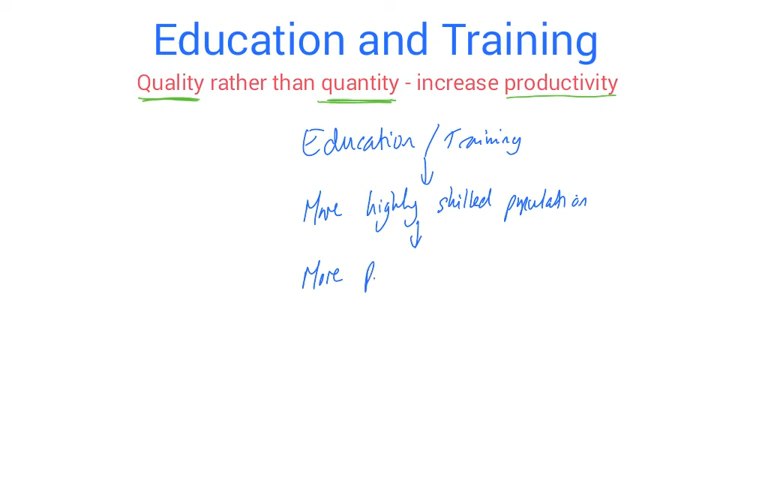 Education and Training
Quality rather than quantity - increase productivity
Education / Training
More highly skilled population
More p